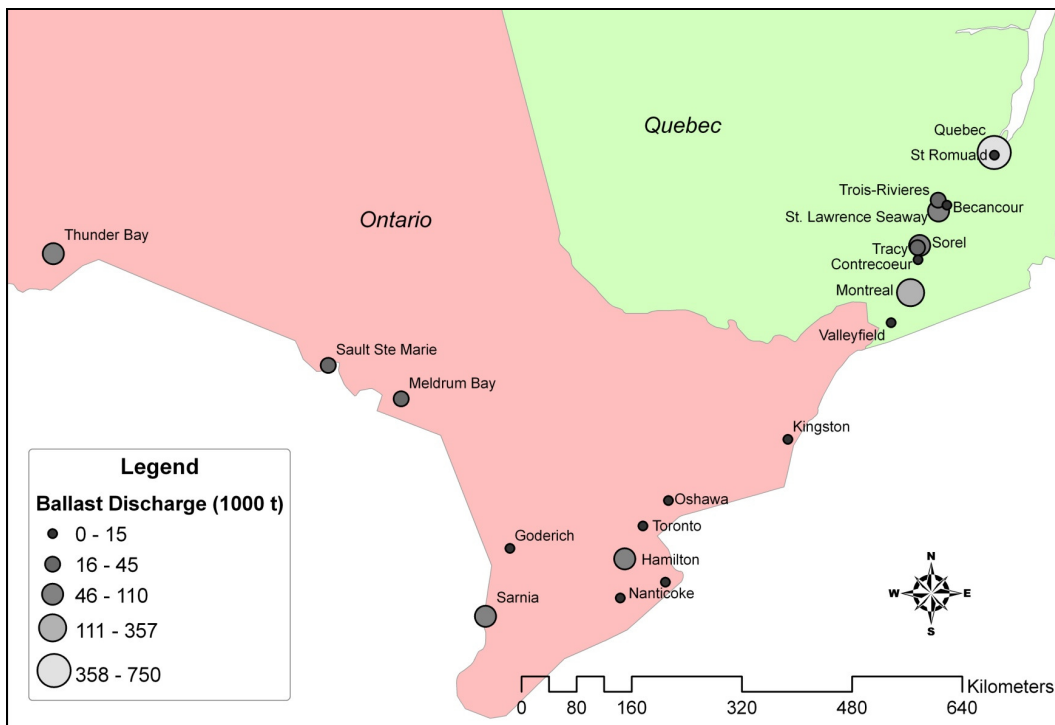 Quebec
Quebec
St Romuald
Trois-Rivieres
Becancour
St. Lawrence Seaway
Ontario
Thunder Bay
Sorel
Tracy
Contrecoeur
Montreal
Valleyfield
Sault Ste Marie
Meldrum Bay
Kingston
Oshawa
Toronto
Goderich
Hamilton
Nanticoke
Sarnia
Legend
Ballast Discharge (1000 t)
0 - 15
16 - 45
46 - 110
111 - 357
358 - 750
N
W E
S
Kilometers
0 80 160 320 480 640